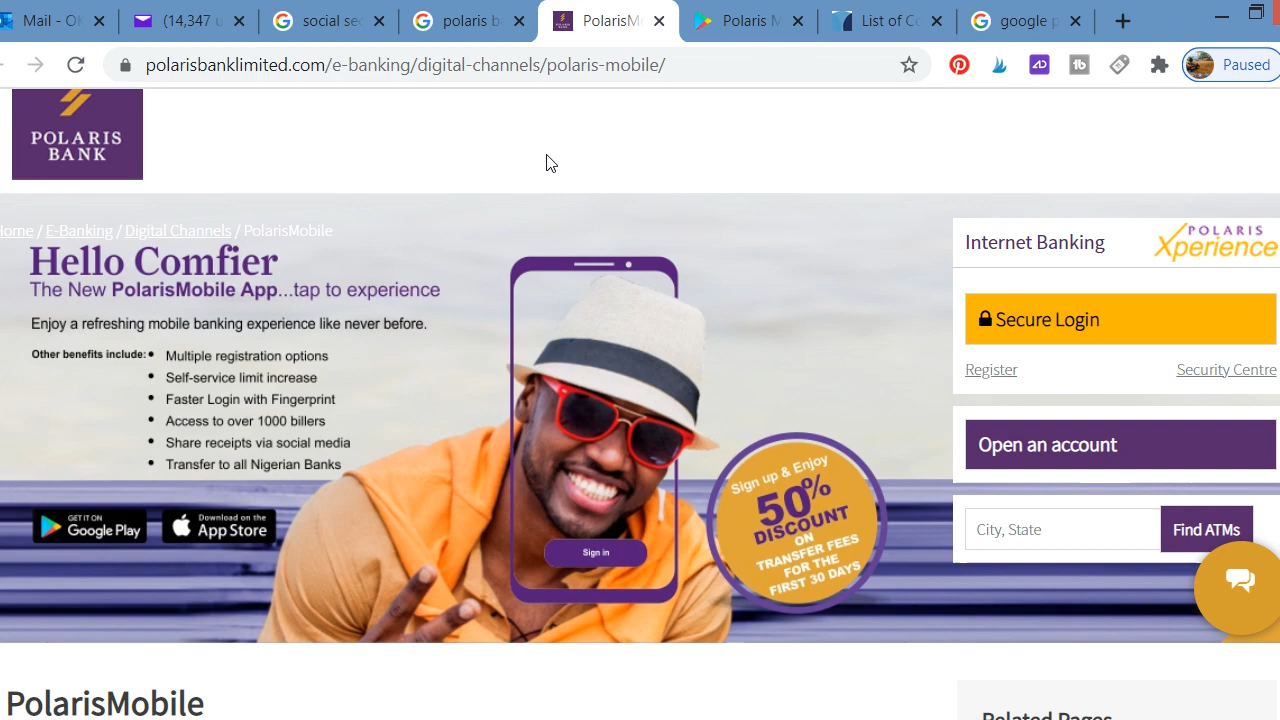 Mail - O
(14,347 u
social sec
polaris b
PolarisM
Polaris M
List of Co
google p
polarisbanklimited.com/e-banking/digital-channels/polaris-mobile/
Paused
POLARIS
BANK
Home / E-Banking / Digital Channels / PolarisMobile
Hello Comfier
The New PolarisMobile App...tap to experience
Enjoy a refreshing mobile banking experience like never before.
Other benefits include:
• Multiple registration options
• Self-service limit increase
• Faster Login with Fingerprint
• Access to over 1000 billers
• Share receipts via social media
• Transfer to all Nigerian Banks
GET IT ON
Google Play
Download on the
App Store
Sign in
Sign up & Enjoy
50%
DISCOUNT
ON
TRANSFER FEES
FOR THE
FIRST 30 DAYS
Internet Banking
POLARIS
Xperience
Secure Login
Register
Security Centre
Open an account
City, State
Find ATMs
PolarisMobile
Related Pages